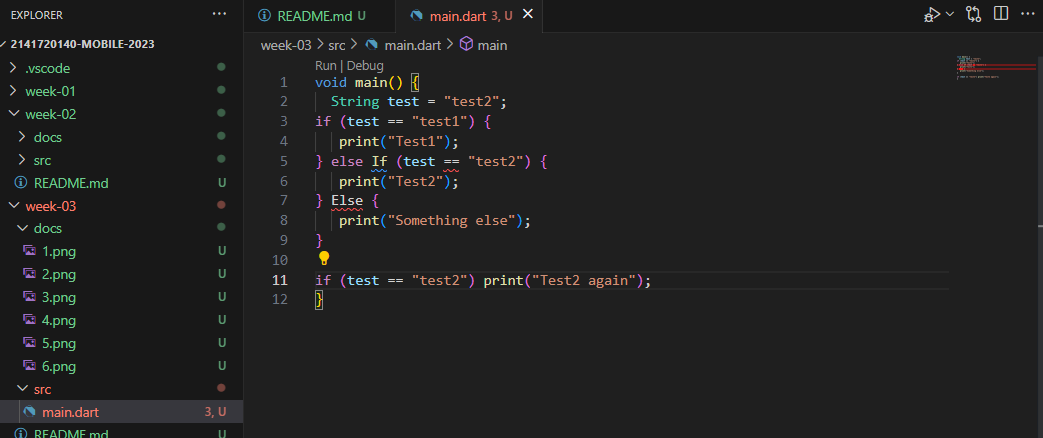 EXPLORER ···
2141720140-MOBILE-2023
.vscode
week-01
week-02
docs
src
README.md U
week-03
docs
1.png U
2.png U
3.png U
4.png U
5.png U
6.png U
src
main.dart 3, U
README.md U
README.md U
main.dart 3, U
week-03 > src > main.dart > main
Run | Debug
1 void main() {
2 String test = "test2";
3 if (test == "test1") {
4 print("Test1");
5 } else If (test == "test2") {
6 print("Test2");
7 } Else {
8 print("Something else");
9 }
10
11 if (test == "test2") print("Test2 again");
12 }